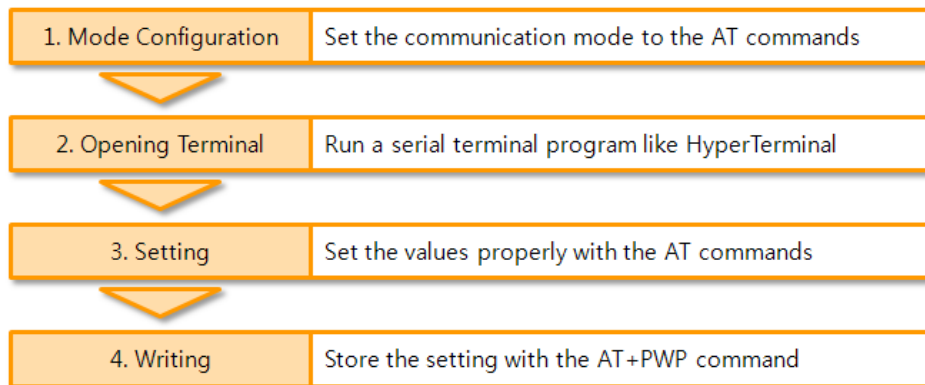 1. Mode Configuration
Set the communication mode to the AT commands
2. Opening Terminal
Run a serial terminal program like HyperTerminal
3. Setting
Set the values properly with the AT commands
4. Writing
Store the setting with the AT+PWP command